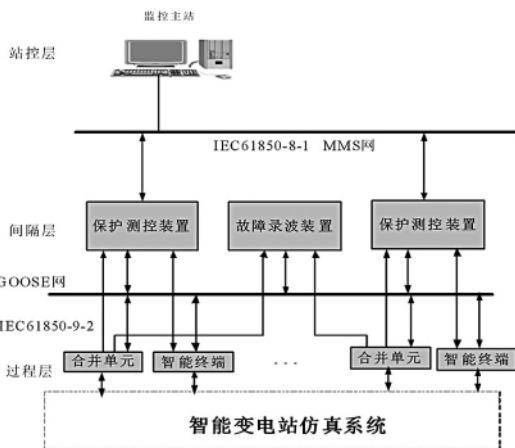 监控主站
站控层
IEC61850-8-1 MMS网
间隔层
保护测控装置 故障录波装置 保护测控装置
GOOSE网
IEC61850-9-2
过程层
合并单元 智能终端 ... 合并单元 智能终端
智能变电站仿真系统